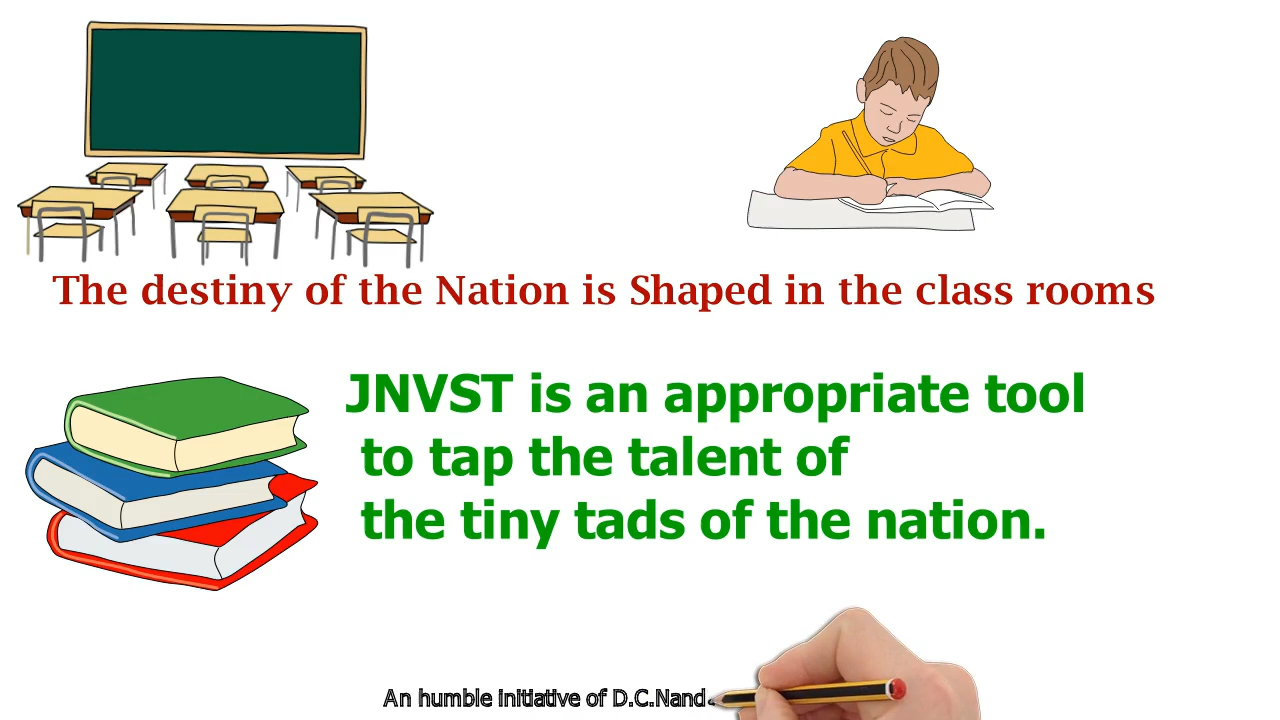 The destiny of the Nation is Shaped in the class rooms
JNVST is an appropriate tool
to tap the talent of
the tiny tads of the nation.
An humble initiative of D.C.Nand